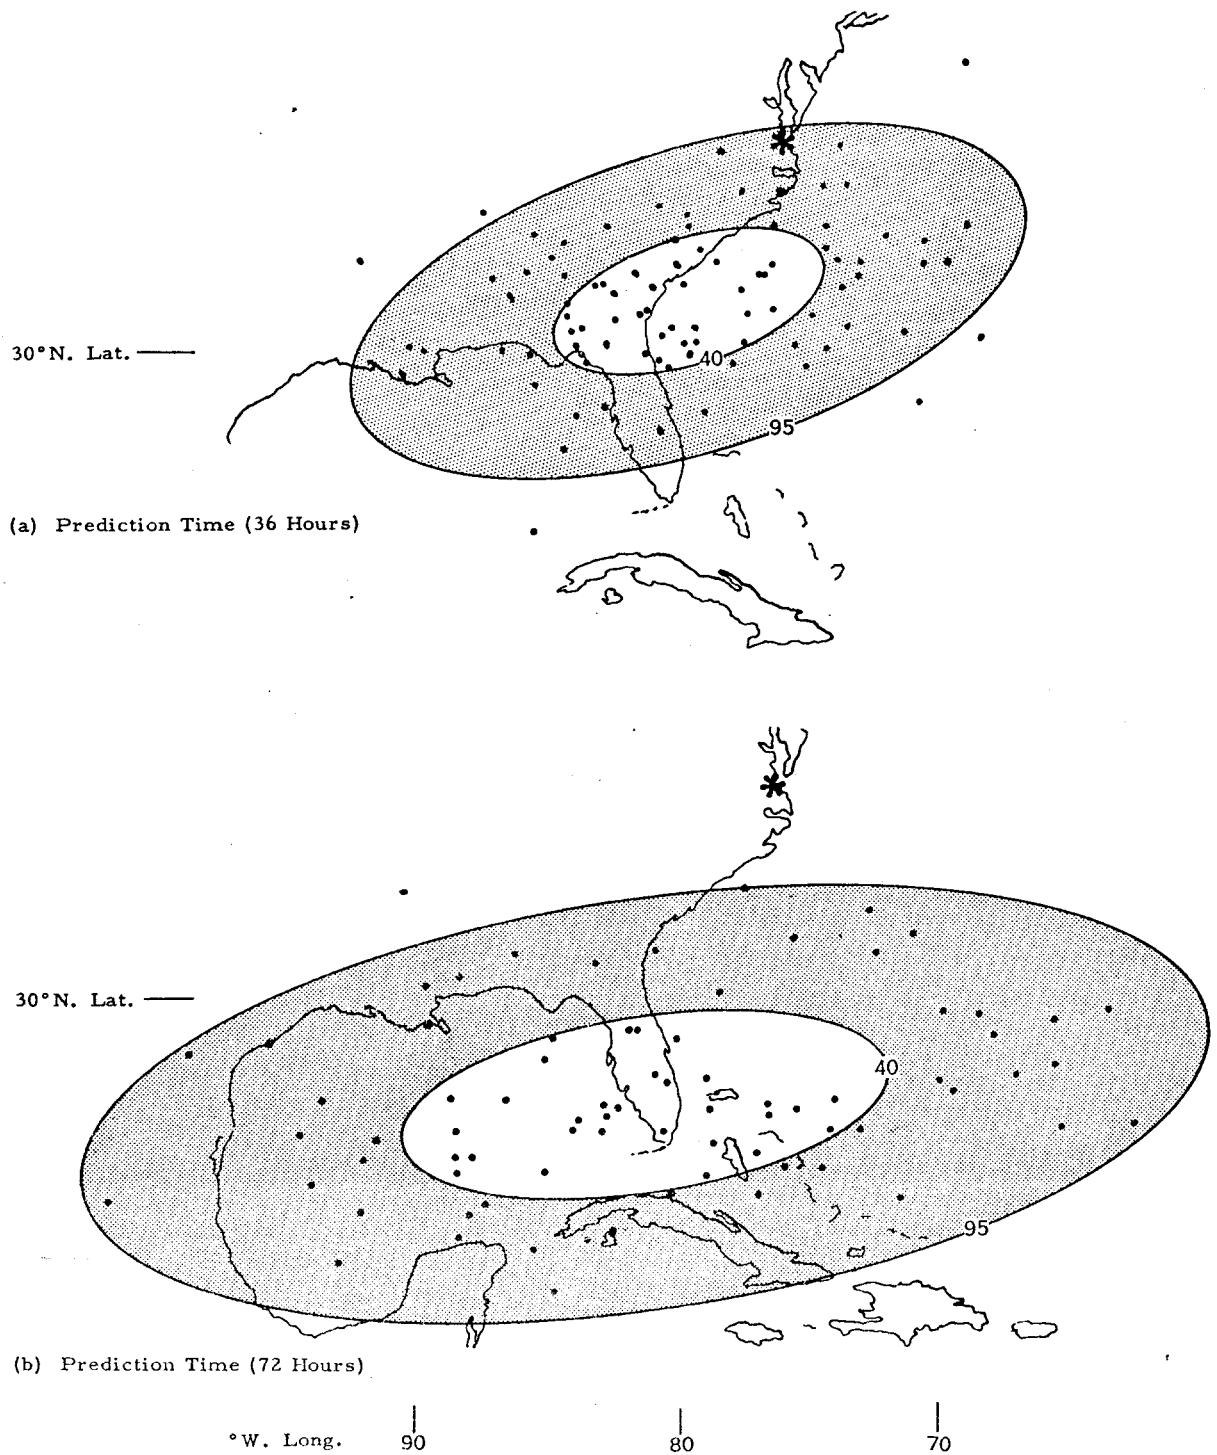 30°N. Lat.
40
95
(a) Prediction Time (36 Hours)
30°N. Lat.
40
95
(b) Prediction Time (72 Hours)
°W. Long. 90 80 70